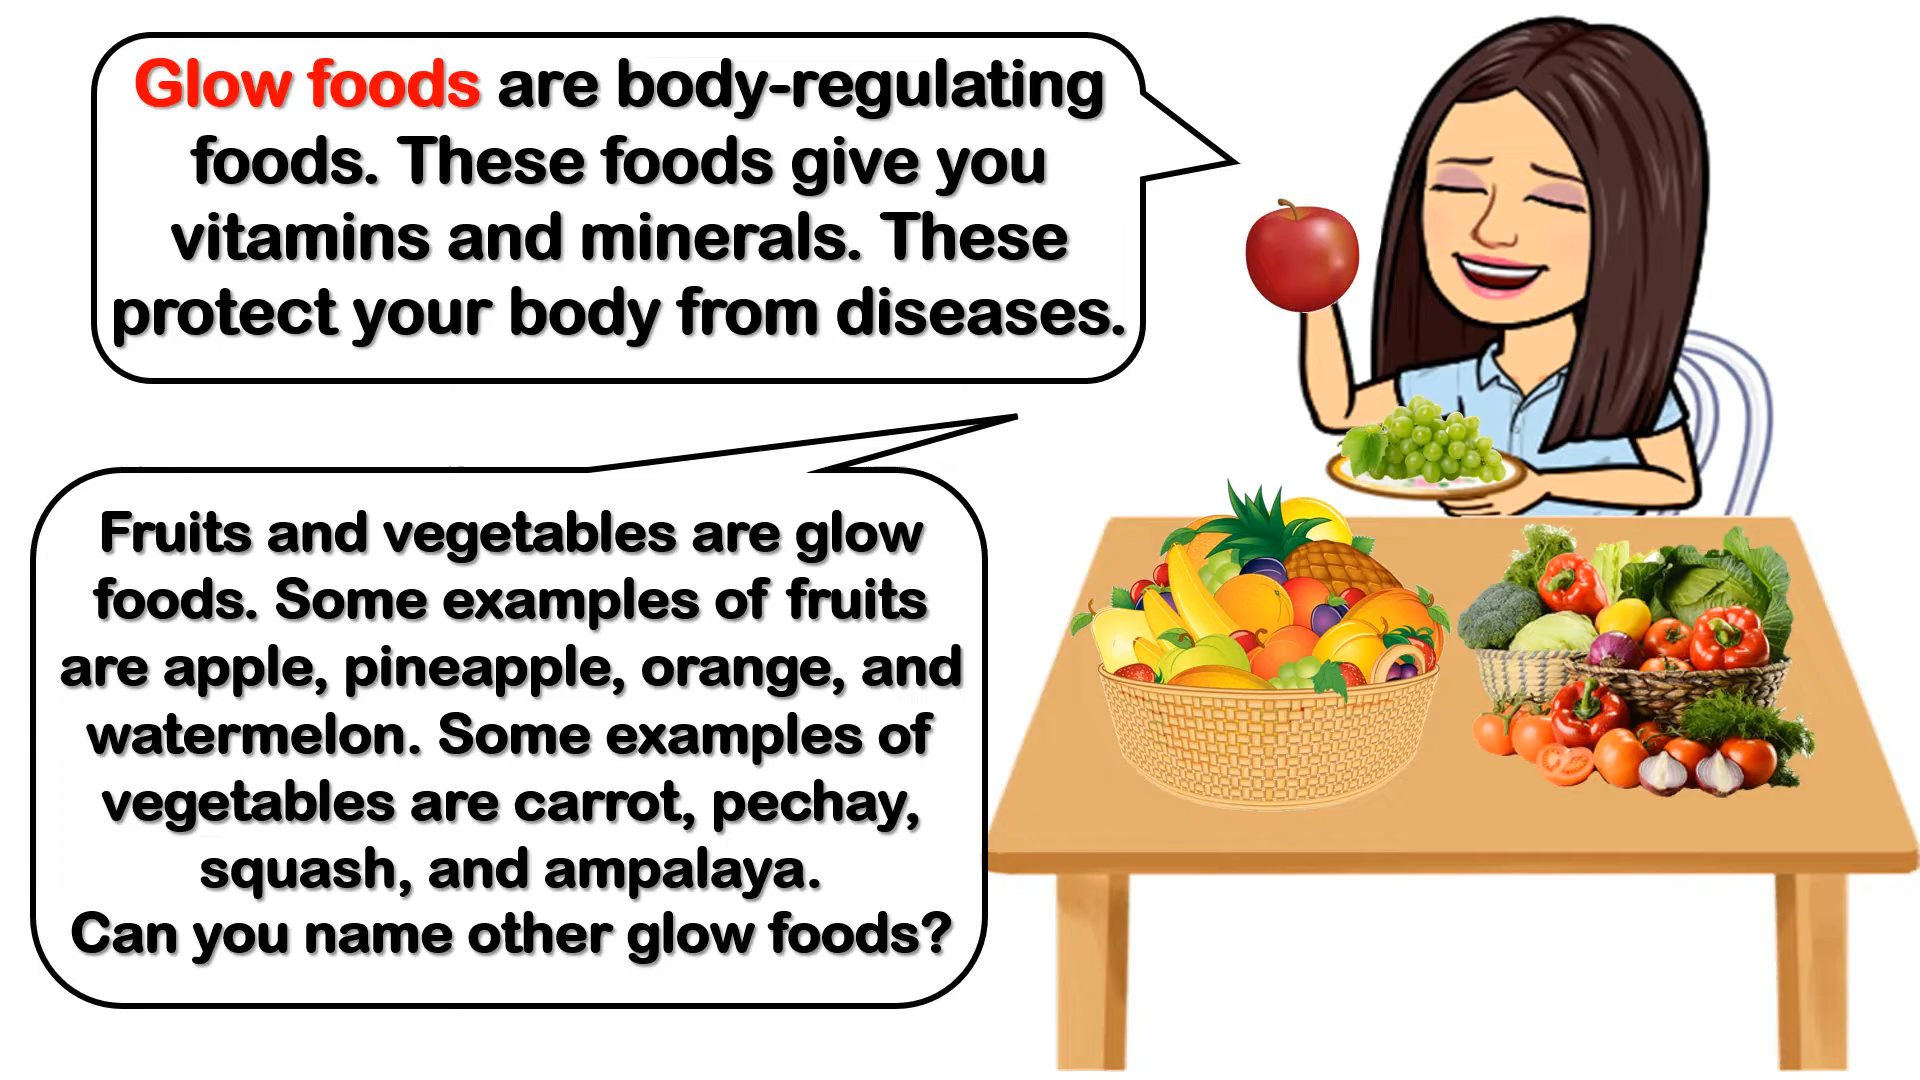 Glow foods are body-regulating
foods. These foods give you
vitamins and minerals. These
protect your body from diseases.
Fruits and vegetables are glow
foods. Some examples of fruits
are apple, pineapple, orange, and
watermelon. Some examples of
vegetables are carrot, pechay,
squash, and ampalaya.
Can you name other glow foods?